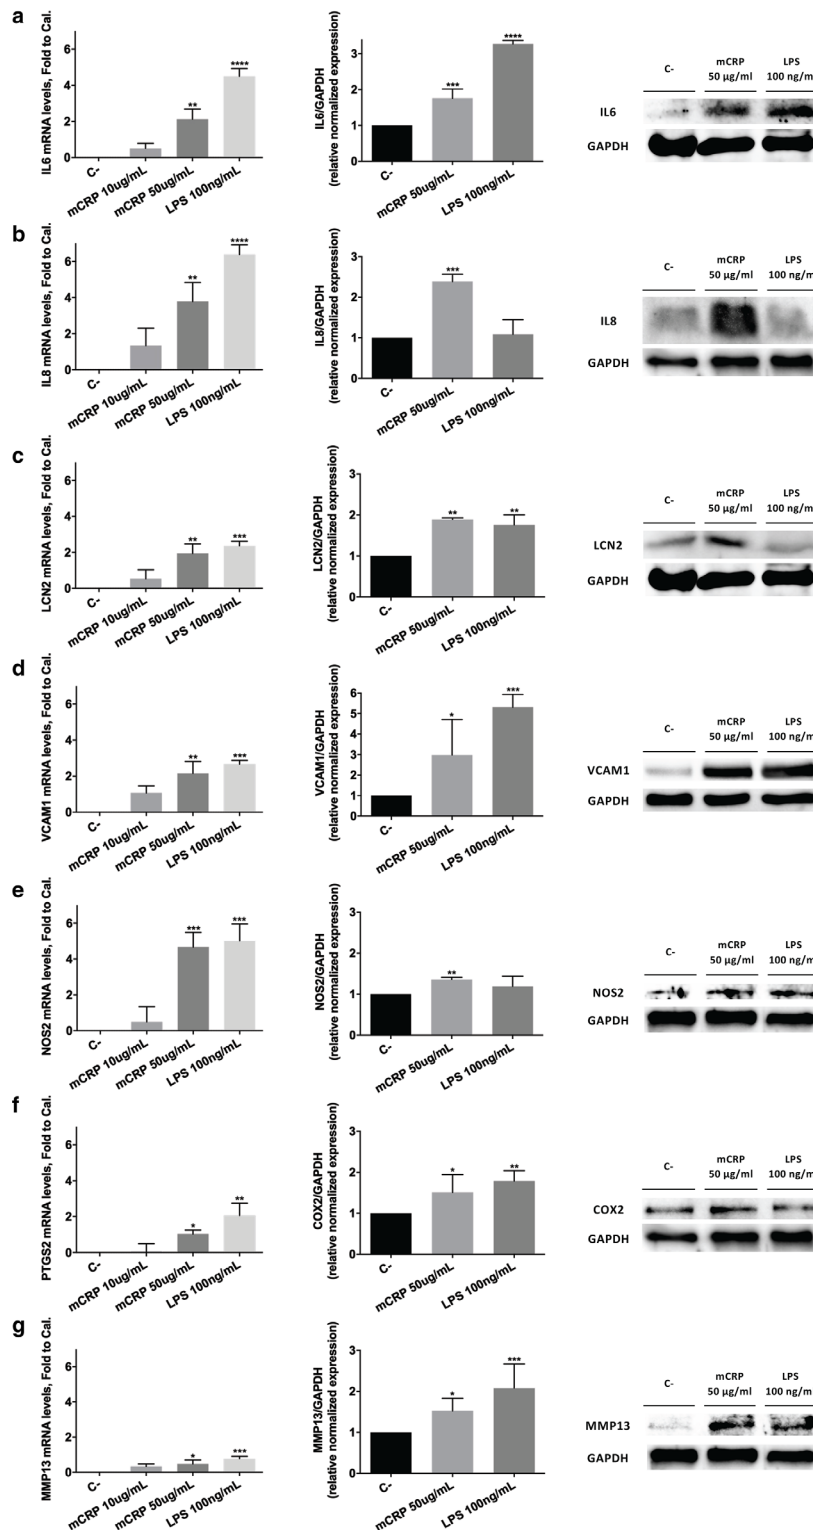 a
IL6 mRNA levels, Fold to Cal.
6
4
2
0
**
****
C-
mCRP 10ug/mL
mCRP 50ug/mL
LPS 100ng/mL
IL6/GAPDH
(relative normalized expression)
3
2
1
0
***
****
C-
mCRP 50ug/mL
LPS 100ng/mL
C-
mCRP
50 µg/ml
LPS
IL6
GAPDH
b
IL8 mRNA levels, Fold to Cal.
6
4
2
0
**
****
C-
mCRP 10ug/mL
mCRP 50ug/mL
LPS 100ng/mL
IL8/GAPDH
(relative normalized expression)
3
2
1
0
***
C-
mCRP 50ug/mL
LPS 100ng/mL
C-
mCRP
50 µg/ml
LPS
100 ng/m
IL8
GAPDH
c
LCN2 mRNA levels, Fold to Cal.
6
4
2
0
**
***
C-
mCRP 10ug/mL
mCRP 50ug/mL
LPS 100ng/mL
LCN2/GAPDH
(relative normalized expression)
3
2
1
0
**
**
C-
mCRP 50ug/mL
LPS 100ng/mL
C-
mCRP
50 µg/ml
LPS
100 ng/m
LCN2
GAPDH
d
VCAM1 mRNA levels, Fold to Cal.
6
4
2
0
**
***
C-
mCRP 10ug/mL
mCRP 50ug/mL
LPS 100ng/mL
VCAM1/GAPDH
(relative normalized expression)
6
5
4
3
2
1
0
*
***
C-
mCRP 50ug/mL
LPS 100ng/mL
C-
mCRP
50 µg/ml
LPS
100 ng/m
VCAM1
GAPDH
e
NOS2 mRNA levels, Fold to Cal.
6
4
2
0
***
***
C-
mCRP 10ug/mL
mCRP 50ug/mL
LPS 100ng/mL
NOS2/GAPDH
(relative normalized expression)
3
2
1
0
**
C-
mCRP 50ug/mL
LPS 100ng/mL
C-
mCRP
50 µg/ml
LPS
100 ng/m
NOS2
GAPDH
f
PTGS2 mRNA levels, Fold to Cal.
6
4
2
0
*
**
C-
mCRP 10ug/mL
mCRP 50ug/mL
LPS 100ng/mL
COX2/GAPDH
(relative normalized expression)
3
2
1
0
*
**
C-
mCRP 50ug/mL
LPS 100ng/mL
C-
mCRP
50 µg/ml
LPS
100 ng/m
COX2
GAPDH
g
MMP13 mRNA levels, Fold to Cal.
6
4
2
0
*
***
C-
mCRP 10ug/mL
mCRP 50ug/mL
LPS 100ng/mL
MMP13/GAPDH
(relative normalized expression)
3
2
1
0
*
***
C-
mCRP 50ug/mL
LPS 100ng/mL
C-
mCRP
50 µg/ml
LPS
100 ng/m
MMP13
GAPDH